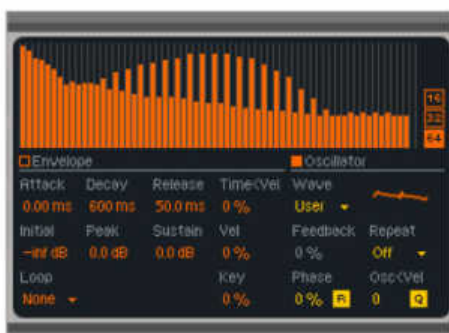 16
32
64
Envelope
Oscillator
Attack Decay Release Time<Vel Wave
0.00 ms 600 ms 50.0 ms 0 % User
Initial Peak Sustain Vel Feedback Repeat
-inf dB 0.0 dB 0.0 dB 0 % 0 % Off
Loop Key Phase Osc<Vel
None 0 % 0 % R 0 Q